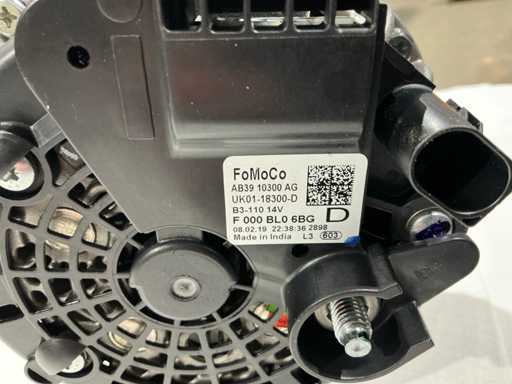 FoMoCo
AB39 10300 AG
UK01-18300-D
B3-110 14V
F 000 BL0 6BG D
08.02.19 22:38:36 2898
Made in India L3 603